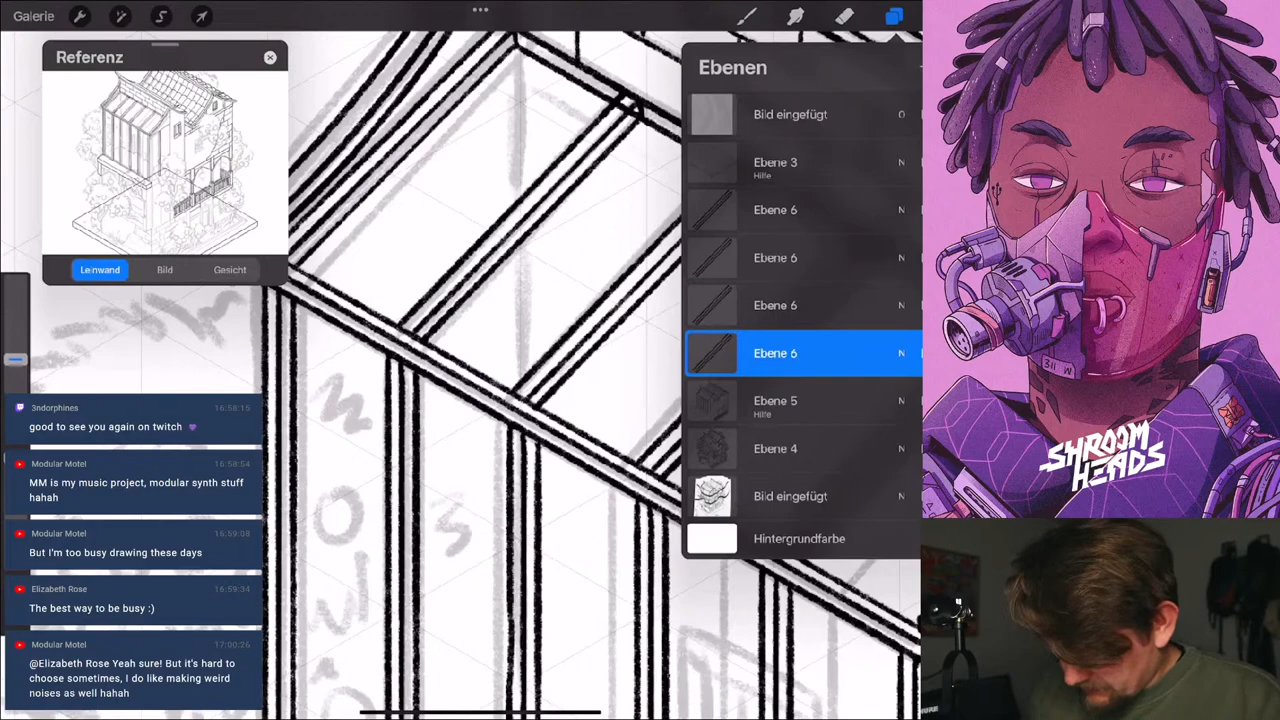 Galerie
Referenz
Leinwand
Bild
Gesicht
Ebenen
Bild eingefügt
O
Ebene 3
Hilfe
N
Ebene 6
N
Ebene 6
N
Ebene 6
N
Ebene 6
N
Ebene 5
Hilfe
N
Ebene 4
N
Bild eingefügt
N
Hintergrundfarbe
3ndorphines
16:58:15
good to see you again on twitch 💜
Modular Motel
16:58:54
MM is my music project, modular synth stuff
hahah
Modular Motel
16:59:08
But I'm too busy drawing these days
Elizabeth Rose
16:59:34
The best way to be busy :)
Modular Motel
17:00:26
@Elizabeth Rose Yeah sure! But it's hard to
choose sometimes, I do like making weird
noises as well hahah
311 W
SHROOM
HEADS